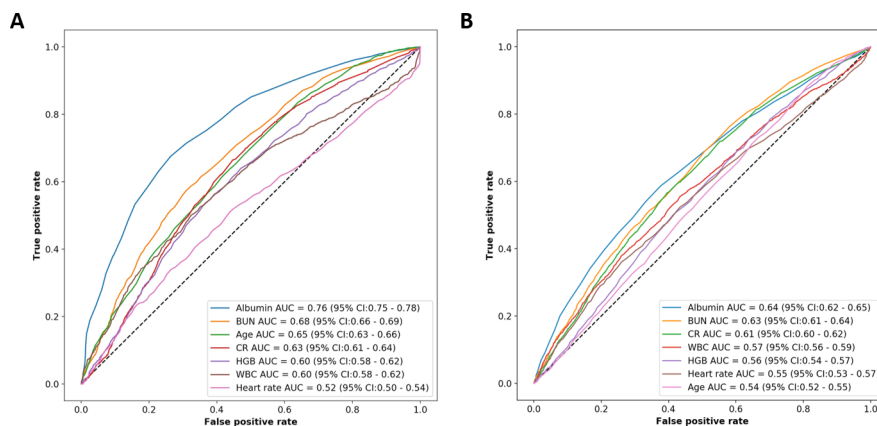 A
True positive rate
1.0
0.8
0.6
0.4
0.2
0.0
Albumin AUC = 0.76 (95% CI:0.75 - 0.78)
BUN AUC = 0.68 (95% CI:0.66 - 0.69)
Age AUC = 0.65 (95% CI:0.63 - 0.66)
CR AUC = 0.63 (95% CI:0.61 - 0.64)
HGB AUC = 0.60 (95% CI:0.58 - 0.62)
WBC AUC = 0.60 (95% CI:0.58 - 0.62)
Heart rate AUC = 0.52 (95% CI:0.50 - 0.54)
0.0 0.2 0.4 0.6 0.8 1.0
False positive rate
B
True positive rate
1.0
0.8
0.6
0.4
0.2
0.0
Albumin AUC = 0.64 (95% CI:0.62 - 0.65)
BUN AUC = 0.63 (95% CI:0.61 - 0.64)
CR AUC = 0.61 (95% CI:0.60 - 0.62)
WBC AUC = 0.57 (95% CI:0.56 - 0.59)
HGB AUC = 0.56 (95% CI:0.54 - 0.57)
Heart rate AUC = 0.55 (95% CI:0.53 - 0.57
Age AUC = 0.54 (95% CI:0.52 - 0.55)
0.0 0.2 0.4 0.6 0.8 1.0
False positive rate